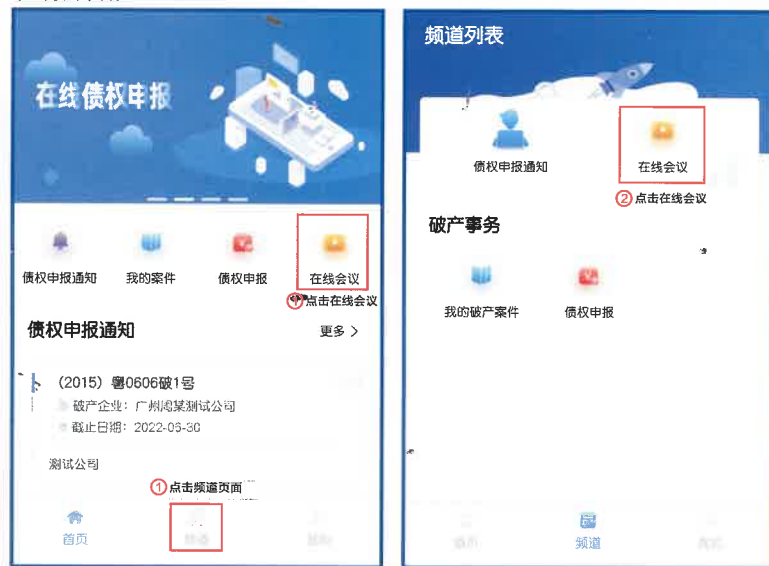 在线债权申报
债权申报通知
我的案件
债权申报
在线会议
①点击在线会议
债权申报通知
更多 >
(2015) 粤0606破1号
破产企业：广州周某测试公司
截止日期：2022-06-30
测试公司
①点击频道页面
首页
频道列表
债权申报通知
在线会议
②点击在线会议
破产事务
我的破产案件
债权申报
频道